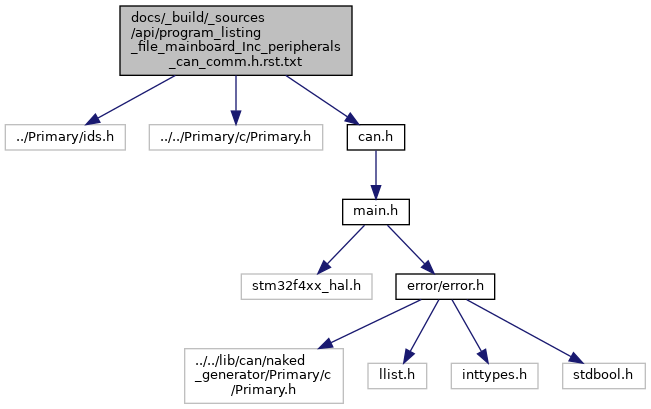 docs/_build/_sources
/api/program_listing
_file_mainboard_Inc_peripherals
_can_comm.h.rst.txt
../Primary/ids.h
../../Primary/c/Primary.h
can.h
main.h
stm32f4xx_hal.h
error/error.h
../../lib/can/naked
_generator/Primary/c
/Primary.h
llist.h
inttypes.h
stdbool.h